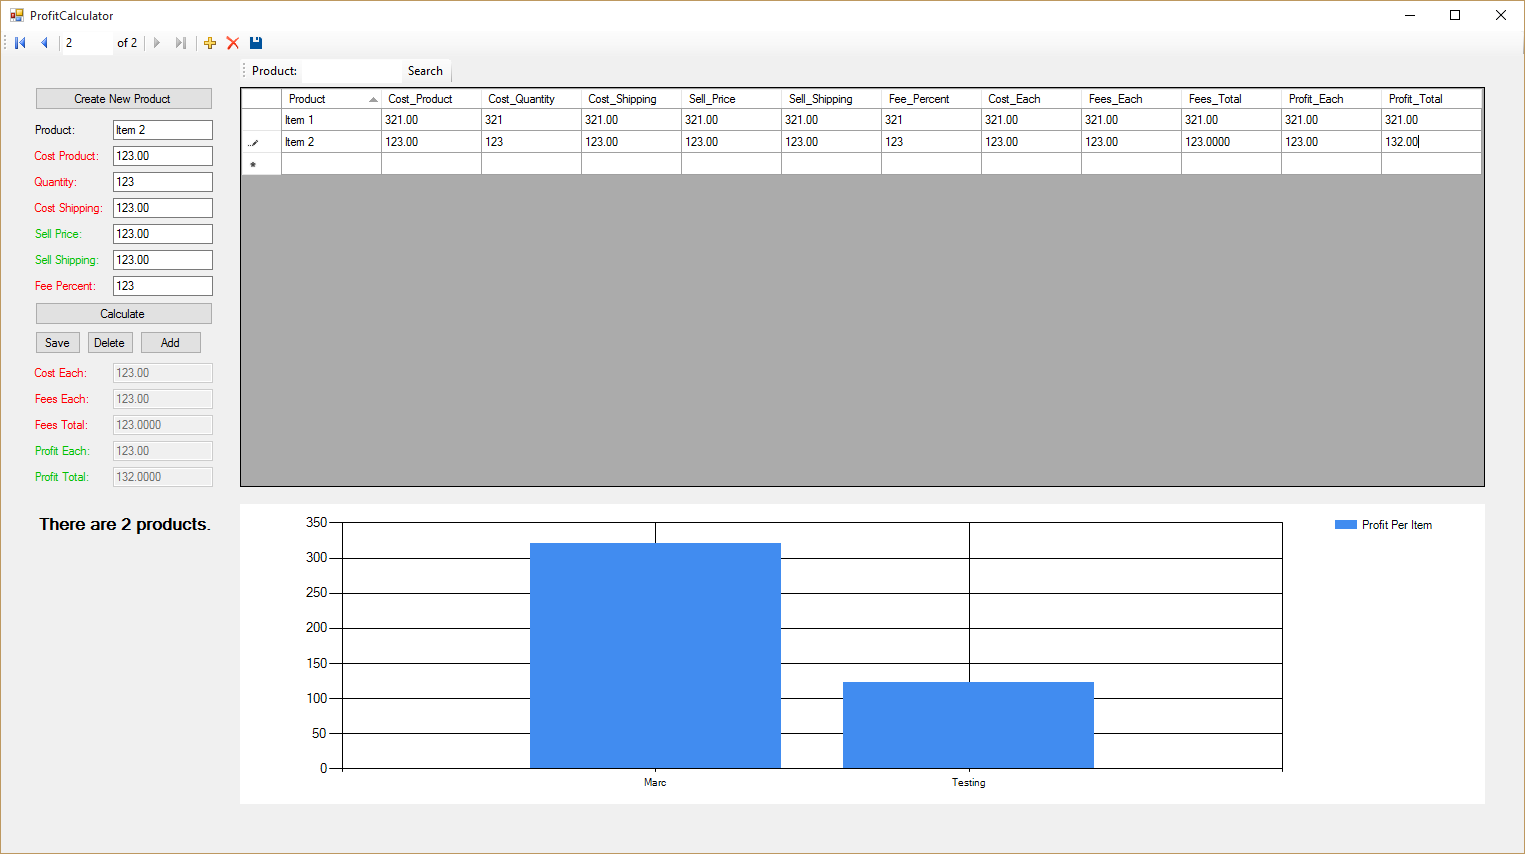 ProfitCalculator
2 of 2
Product: Search
Create New Product
Product: Item 2
Cost Product: 123.00
Quantity: 123
Cost Shipping: 123.00
Sell Price: 123.00
Sell Shipping: 123.00
Fee Percent: 123
Calculate
Save Delete Add
Cost Each: 123.00
Fees Each: 123.00
Fees Total: 123.0000
Profit Each: 123.00
Profit Total: 132.0000
There are 2 products.
Product Cost_Product Cost_Quantity Cost_Shipping Sell_Price Sell_Shipping Fee_Percent Cost_Each Fees_Each Fees_Total Profit_Each Profit_Total
Item 1 321.00 321 321.00 321.00 321.00 321 321.00 321.00 321.00 321.00 321.00
Item 2 123.00 123 123.00 123.00 123.00 123 123.00 123.00 123.0000 123.00 132.00
*
350
300
250
200
150
100
50
0
Marc Testing
Profit Per Item